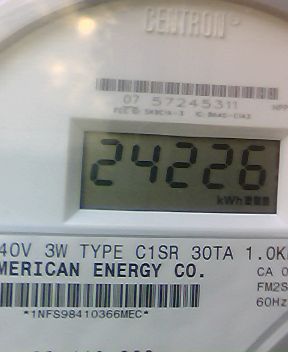 CENTRON®
07 57245311
24226
kWh
40V 3W TYPE C1SR 30TA 1.0K
MERICAN ENERGY CO.
CA 0
FM2S
60Hz
*1NFS98410366MEC*